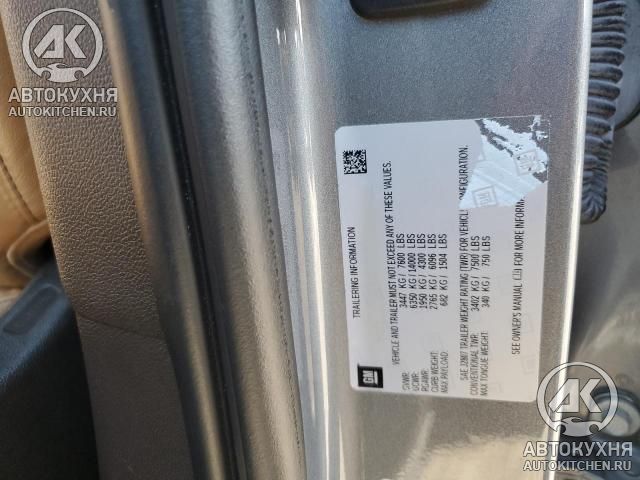 АВТОКУХНЯ
AUTOKITCHEN.RU
TRAILERING INFORMATION
VEHICLE AND TRAILER MUST NOT EXCEED ANY OF THESE VALUES.
GVWR: 3447 KG / 7600 LBS
GCWR: 6350 KG / 14000 LBS
RGAWR: 1950 KG / 4300 LBS
CURB WEIGHT: 2765 KG / 6096 LBS
MAX PAYLOAD: 682 KG / 1504 LBS
SAE J2807 TRAILER WEIGHT RATING (TWR) FOR VEHICLE CONFIGURATION.
CONVENTIONAL TWR: 3402 KG / 7500 LBS
MAX TONGUE WEIGHT: 340 KG / 750 LBS
SEE OWNER'S MANUAL FOR MORE INFORM
GM
АВТОКУХНЯ
AUTOKITCHEN.RU